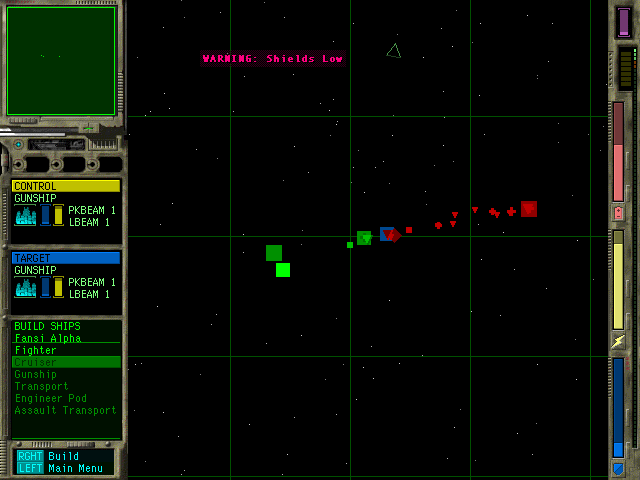 WARNING: Shields Low
CONTROL
GUNSHIP
PKBEAM 1
LBEAM 1
TARGET
GUNSHIP
PKBEAM 1
LBEAM 1
BUILD SHIPS
Fansi Alpha
Fighter
Cruiser
Gunship
Transport
Engineer Pod
Assault Transport
RGHT Build
LEFT Main Menu